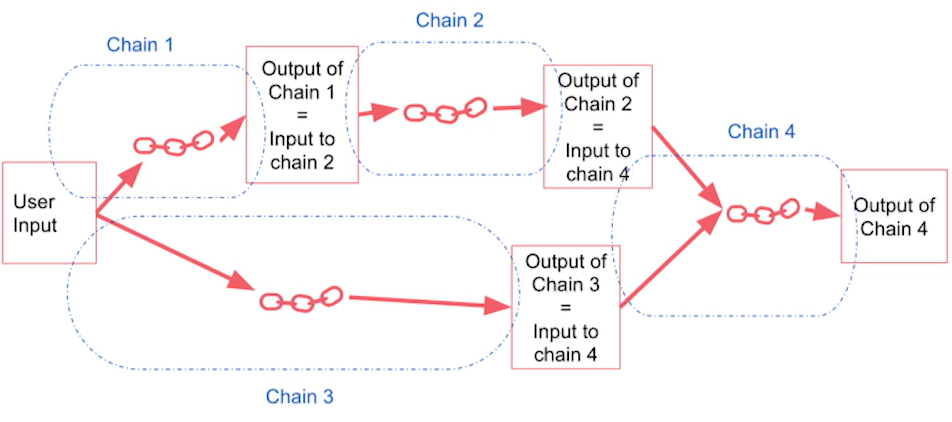 Chain 2
Chain 1
Output of
Chain 1
=
Input to
chain 2
Output of
Chain 2
=
Input to
chain 4
Chain 4
User
Input
Output of
Chain 4
Output of
Chain 3
=
Input to
chain 4
Chain 3